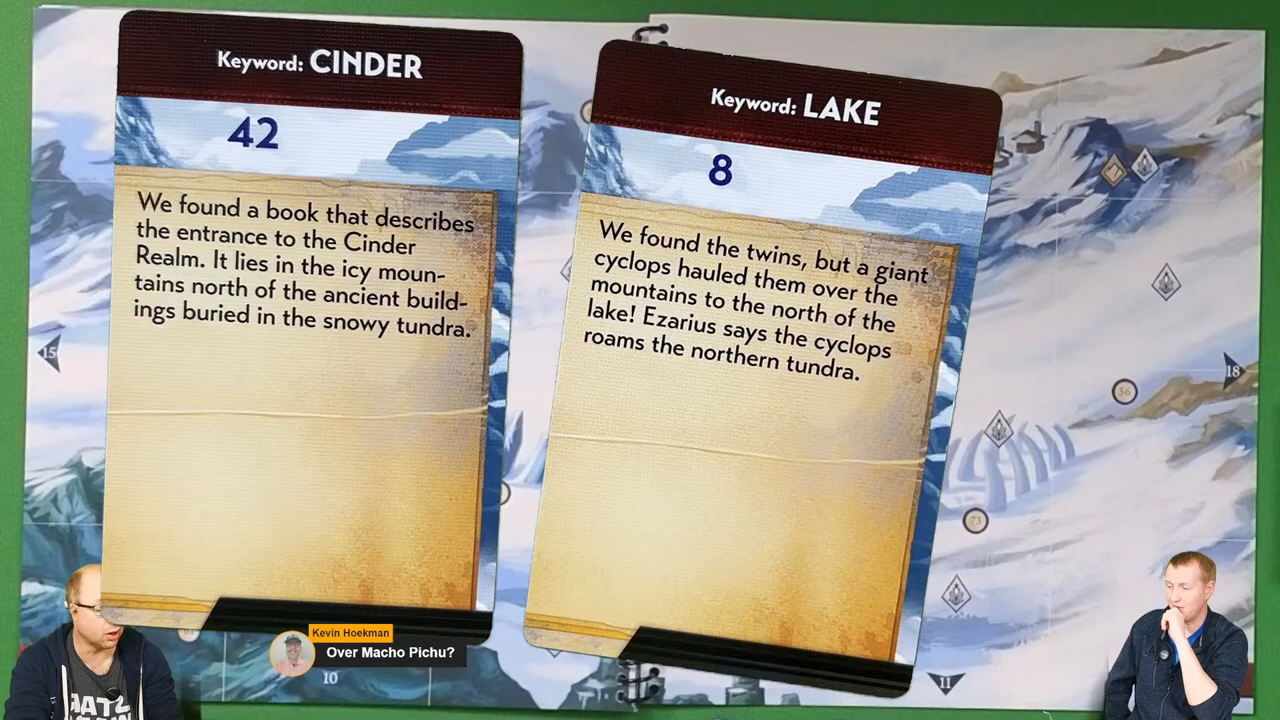 Keyword: CINDER
42
We found a book that describes
the entrance to the Cinder
Realm. It lies in the icy moun-
tains north of the ancient build-
ings buried in the snowy tundra.
Keyword: LAKE
8
We found the twins, but a giant
cyclops hauled them over the
mountains to the north of the
lake! Ezarius says the cyclops
roams the northern tundra.
15
18
56
73
10
11
Kevin Hoekman
Over Macho Pichu?